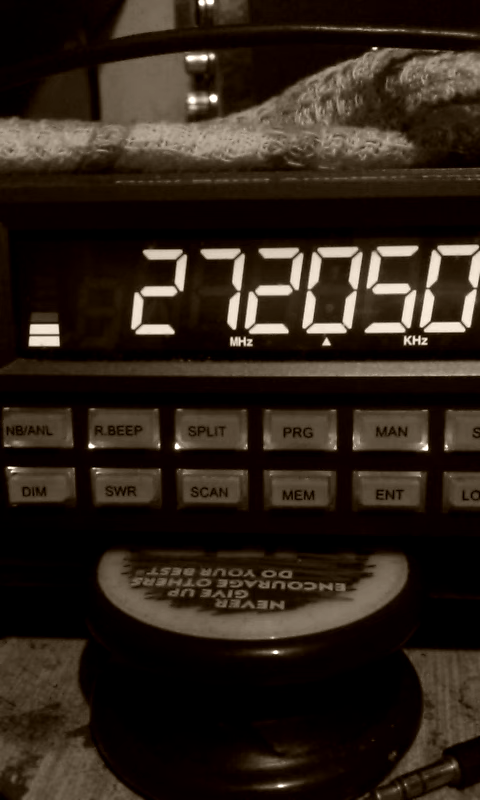 272050
MHz KHz
NB/ANL R.BEEP SPLIT PRG MAN S
DIM SWR SCAN MEM ENT LO
NEVER
GIVE UP
ENCOURAGE OTHERS
DO YOUR BEST